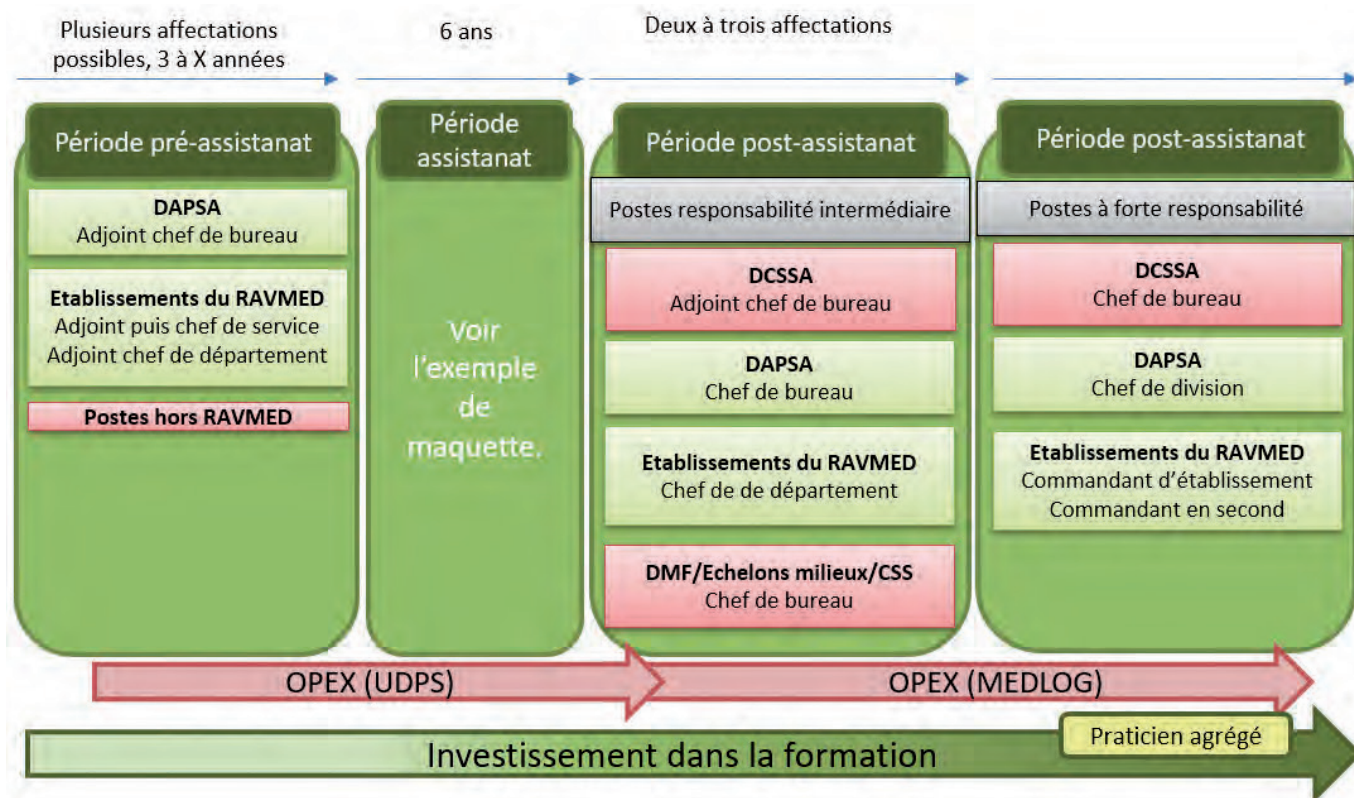 Plusieurs affectations
possibles, 3 à X années
6 ans
Deux à trois affectations
Période pré-assistanat
DAPSA
Adjoint chef de bureau
Etablissements du RAVMED
Adjoint puis chef de service
Adjoint chef de département
Postes hors RAVMED
Période
assistanat
Voir
l'exemple
de
maquette.
Période post-assistanat
Postes responsabilité intermédiaire
DCSSA
Adjoint chef de bureau
DAPSA
Chef de bureau
Etablissements du RAVMED
Chef de de département
DMF/Echelons milieux/CSS
Chef de bureau
Période post-assistanat
Postes à forte responsabilité
DCSSA
Chef de bureau
DAPSA
Chef de division
Etablissements du RAVMED
Commandant d'établissement
Commandant en second
OPEX (UDPS)
OPEX (MEDLOG)
Praticien agrégé
Investissement dans la formation